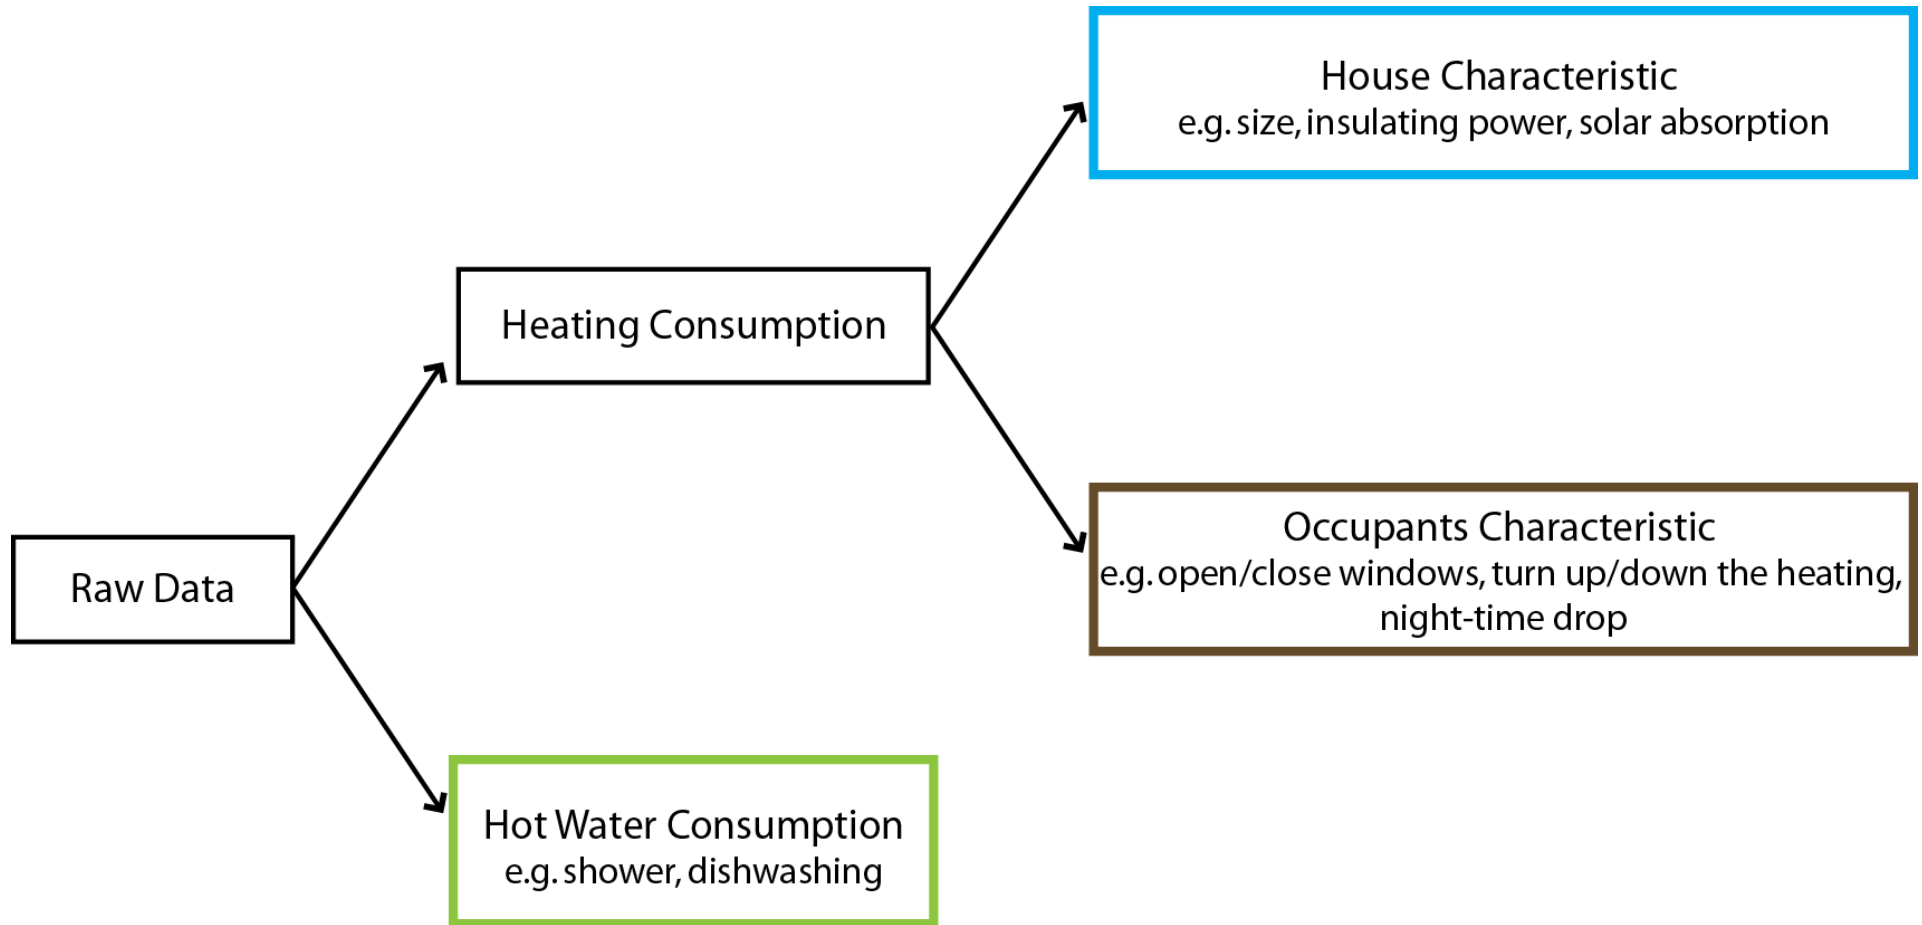 House Characteristic
e.g. size, insulating power, solar absorption
Heating Consumption
Occupants Characteristic
e.g. open/close windows, turn up/down the heating,
night-time drop
Raw Data
Hot Water Consumption
e.g. shower, dishwashing